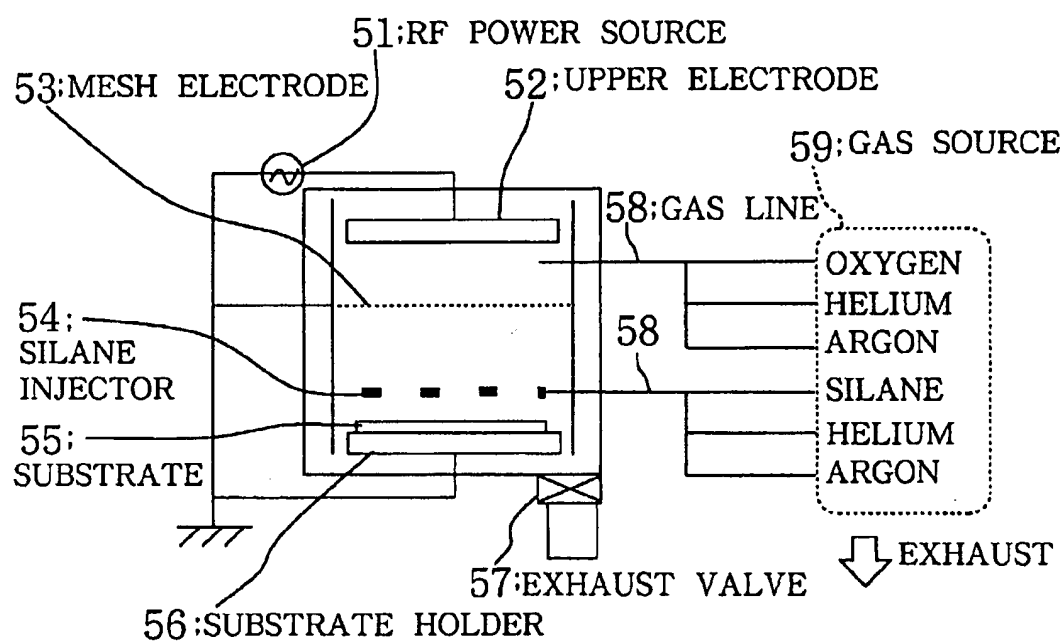 51;RF POWER SOURCE
53;MESH ELECTRODE
52;UPPER ELECTRODE
59;GAS SOURCE
58;GAS LINE
OXYGEN
HELIUM
ARGON
54;
SILANE
INJECTOR
58
SILANE
HELIUM
ARGON
55;
SUBSTRATE
57;EXHAUST VALVE
EXHAUST
56;SUBSTRATE HOLDER